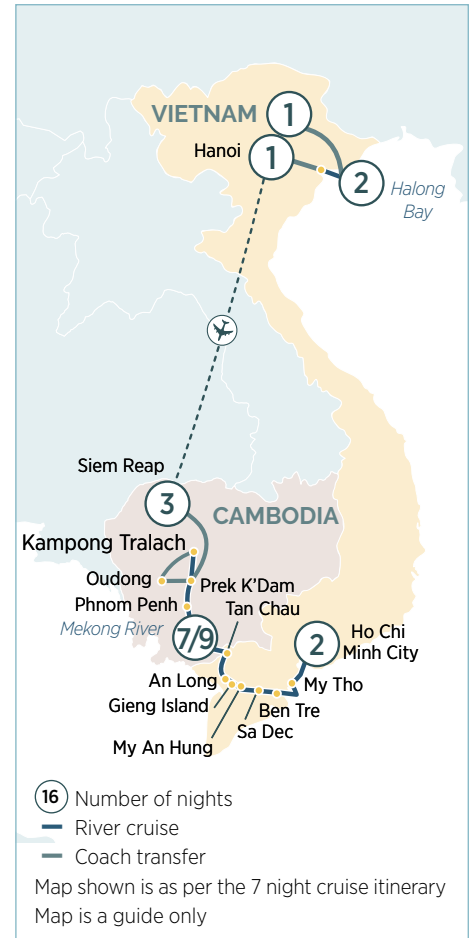 VIETNAM
1
Hanoi
1
2
Halong
Bay
Siem Reap
3
CAMBODIA
Kampong Tralach
Oudong
Prek K'Dam
Phnom Penh
Tan Chau
Mekong River
7/9
2
Ho Chi
Minh City
An Long
My Tho
Gieng Island
Ben Tre
Sa Dec
My An Hung
16 Number of nights
River cruise
Coach transfer
Map shown is as per the 7 night cruise itinerary
Map is a guide only